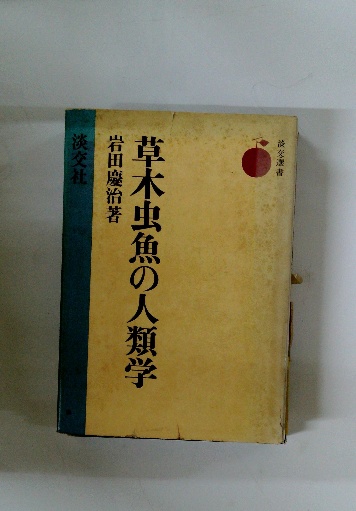 淡交選書
草木虫魚の人類学
岩田慶治著
淡交社